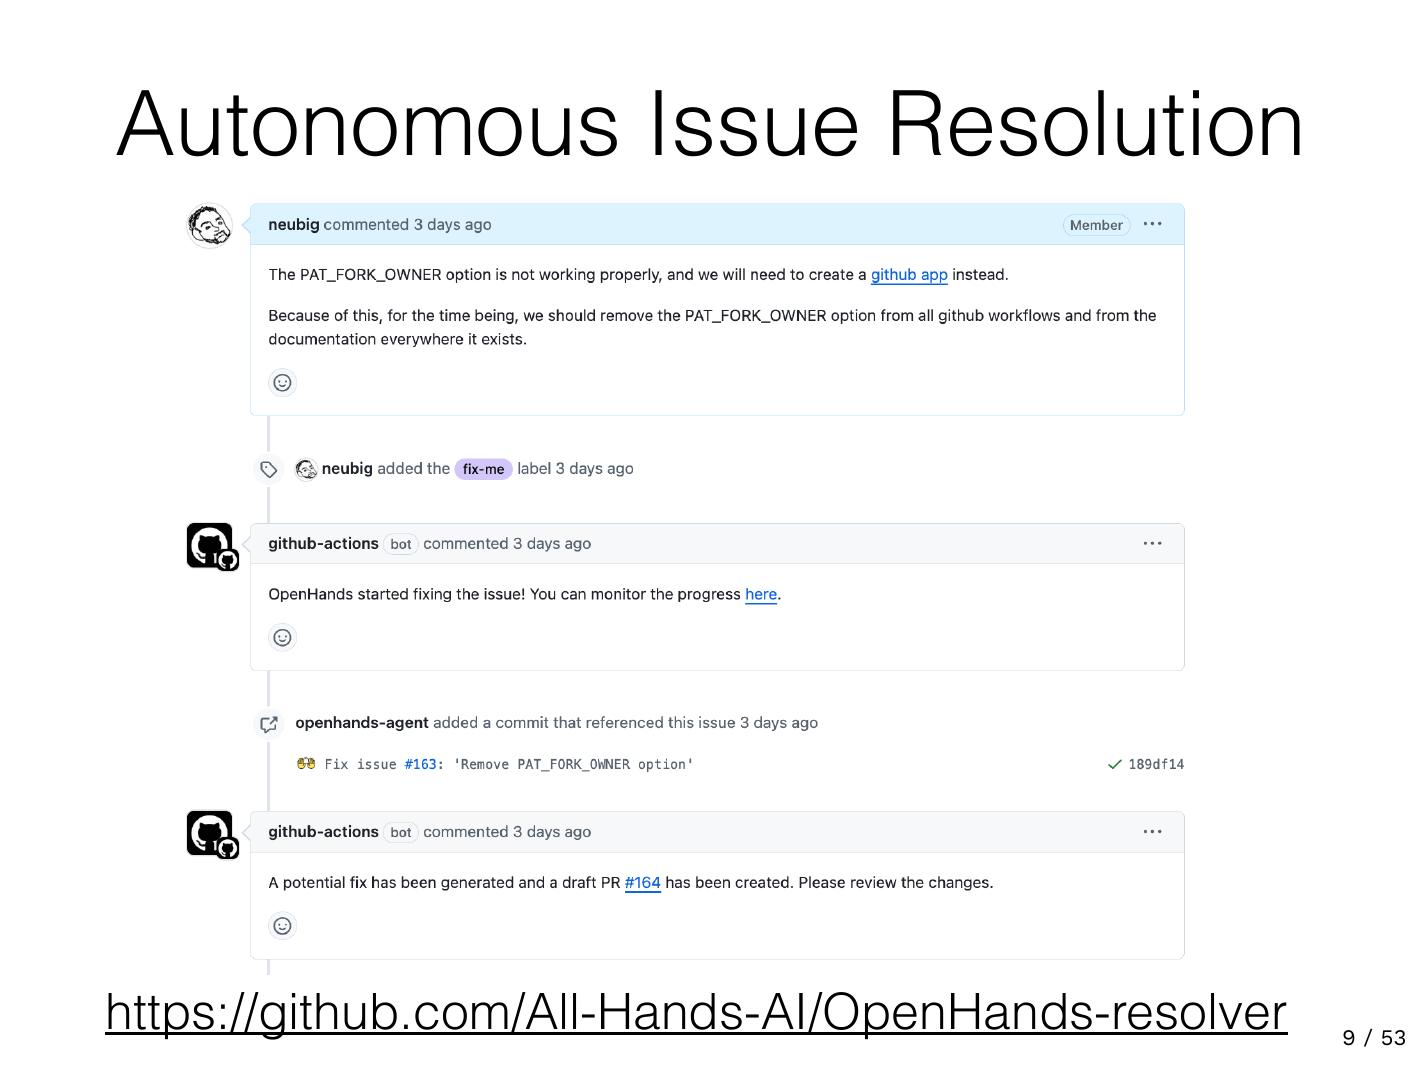 Autonomous Issue Resolution
neubig commented 3 days ago Member
The PAT_FORK_OWNER option is not working properly, and we will need to create a github app instead.
Because of this, for the time being, we should remove the PAT_FORK_OWNER option from all github workflows and from the
documentation everywhere it exists.
neubig added the fix-me label 3 days ago
github-actions bot commented 3 days ago
OpenHands started fixing the issue! You can monitor the progress here.
openhands-agent added a commit that referenced this issue 3 days ago
Fix issue #163: 'Remove PAT_FORK_OWNER option' 189df14
github-actions bot commented 3 days ago
A potential fix has been generated and a draft PR #164 has been created. Please review the changes.
https://github.com/All-Hands-AI/OpenHands-resolver
9 / 53